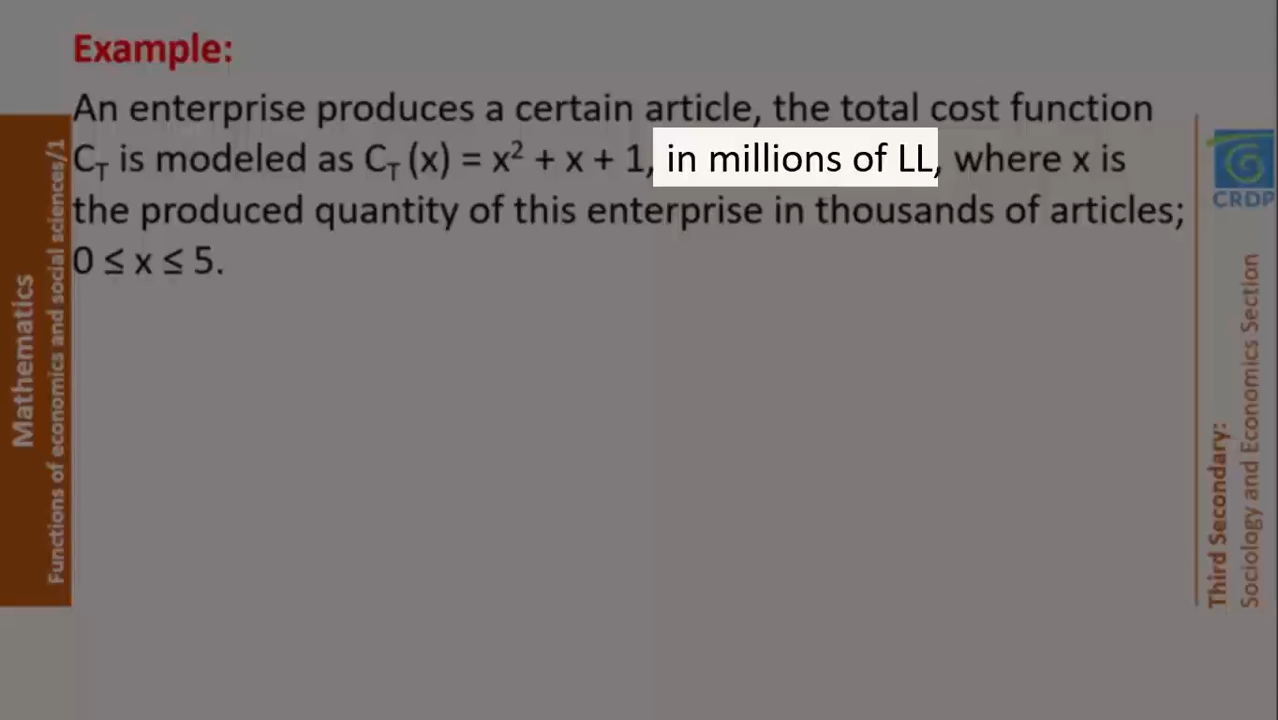 Example:
An enterprise produces a certain article, the total cost function
C_T is modeled as C_T (x) = x² + x + 1, in millions of LL, where x is
the produced quantity of this enterprise in thousands of articles;
0 ≤ x ≤ 5.
Mathematics
Functions of economics and social sciences/1
CRDP
Third Secondary:
Sociology and Economics Section